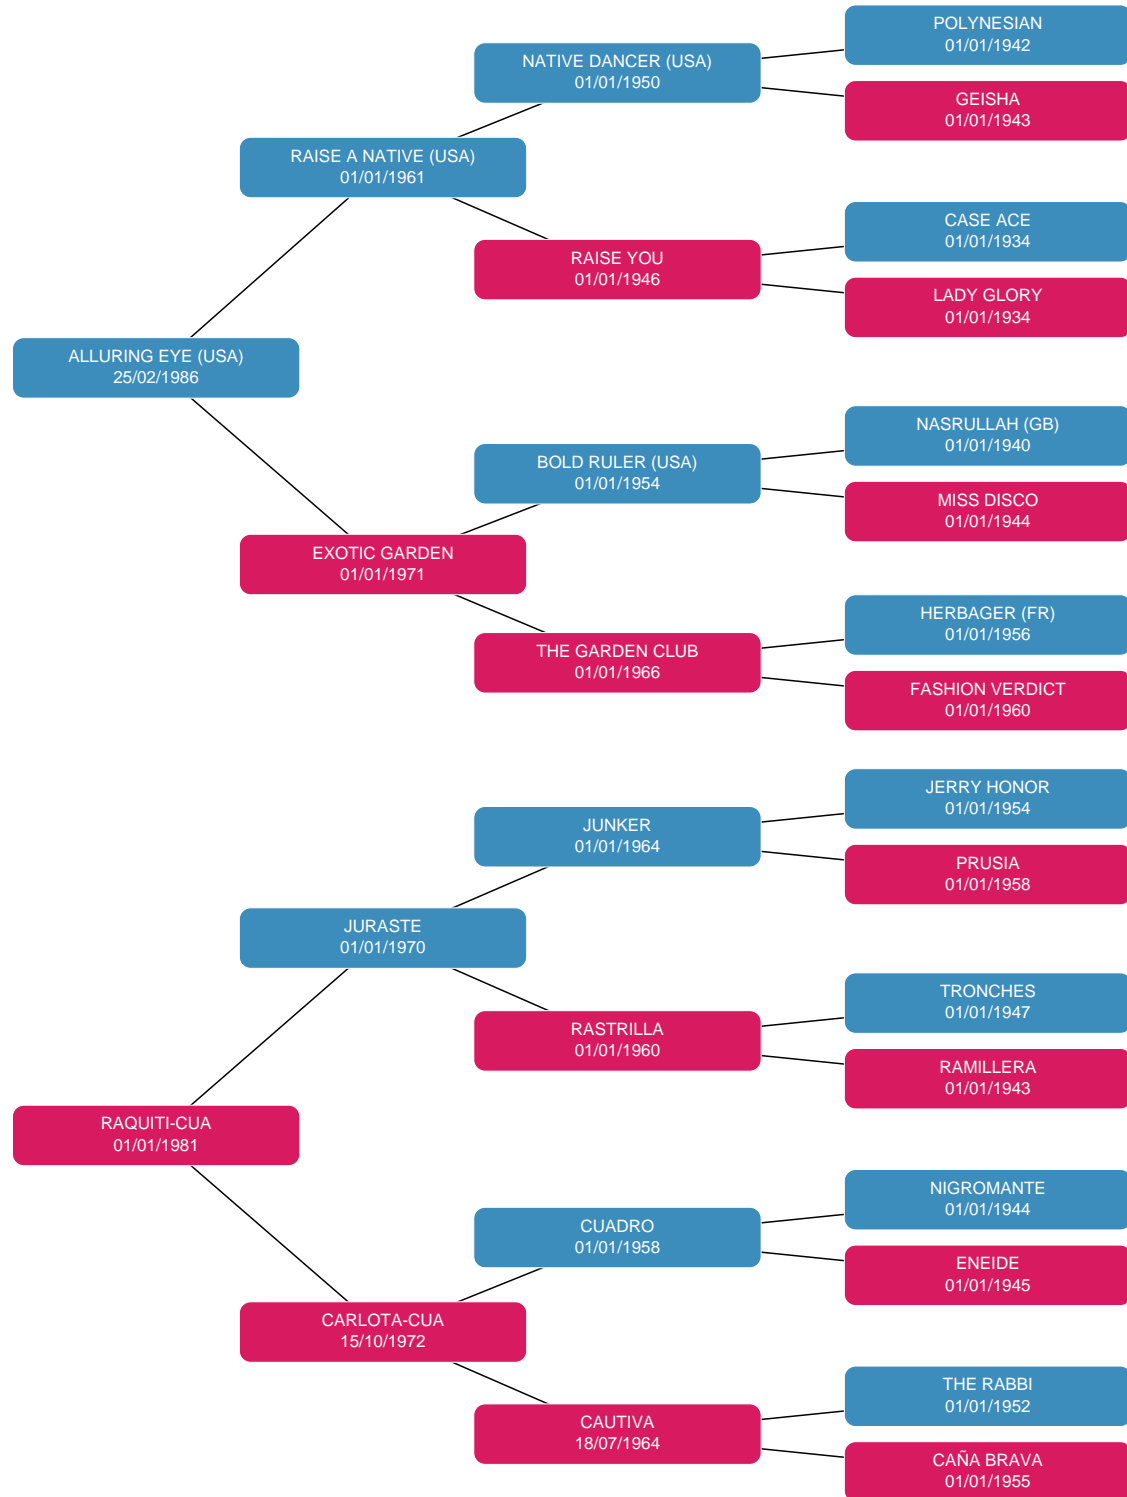 POLYNESIAN
01/01/1942
NATIVE DANCER (USA)
01/01/1950
GEISHA
01/01/1943
RAISE A NATIVE (USA)
01/01/1961
CASE ACE
01/01/1934
RAISE YOU
01/01/1946
LADY GLORY
01/01/1934
ALLURING EYE (USA)
25/02/1986
NASRULLAH (GB)
01/01/1940
BOLD RULER (USA)
01/01/1954
MISS DISCO
01/01/1944
EXOTIC GARDEN
01/01/1971
HERBAGER (FR)
01/01/1956
THE GARDEN CLUB
01/01/1966
FASHION VERDICT
01/01/1960
JERRY HONOR
01/01/1954
JUNKER
01/01/1964
PRUSIA
01/01/1958
JURASTE
01/01/1970
TRONCHES
01/01/1947
RASTRILLA
01/01/1960
RAMILLERA
01/01/1943
RAQUITI-CUA
01/01/1981
NIGROMANTE
01/01/1944
CUADRO
01/01/1958
ENEIDE
01/01/1945
CARLOTA-CUA
15/10/1972
THE RABBI
01/01/1952
CAUTIVA
18/07/1964
CAÑA BRAVA
01/01/1955